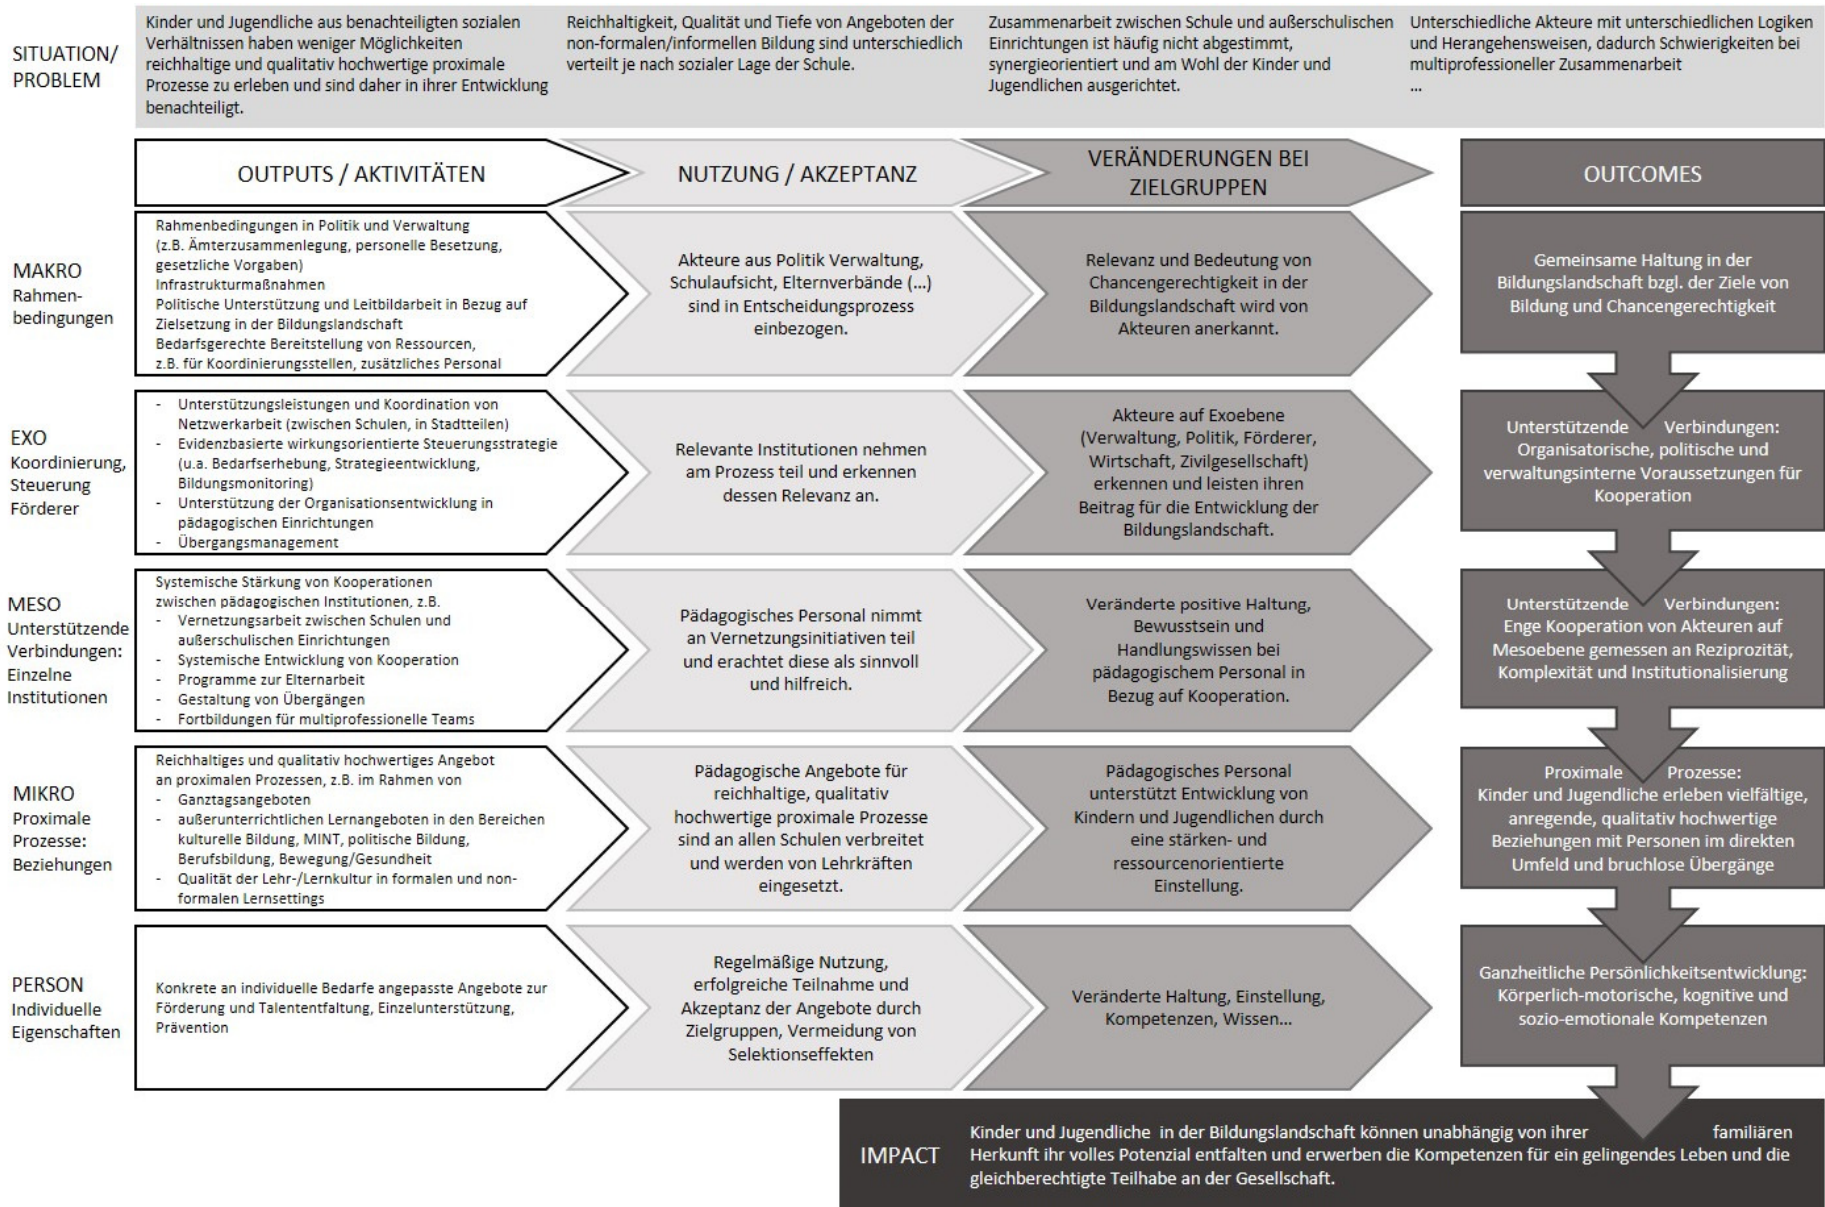 SITUATION/
PROBLEM
Kinder und Jugendliche aus benachteiligten sozialen
Verhältnissen haben weniger Möglichkeiten
reichhaltige und qualitativ hochwertige proximale
Prozesse zu erleben und sind daher in ihrer Entwicklung
benachteiligt.
Reichhaltigkeit, Qualität und Tiefe von Angeboten der
non-formalen/informellen Bildung sind unterschiedlich
verteilt je nach sozialer Lage der Schule.
Zusammenarbeit zwischen Schule und außerschulischen
Einrichtungen ist häufig nicht abgestimmt,
synergieorientiert und am Wohl der Kinder und
Jugendlichen ausgerichtet.
Unterschiedliche Akteure mit unterschiedlichen Logiken
und Herangehensweisen, dadurch Schwierigkeiten bei
multiprofessioneller Zusammenarbeit
...
OUTPUTS / AKTIVITÄTEN
NUTZUNG / AKZEPTANZ
VERÄNDERUNGEN BEI
ZIELGRUPPEN
OUTCOMES
MAKRO
Rahmen-
bedingungen
Rahmenbedingungen in Politik und Verwaltung
(z.B. Ämterzusammenlegung, personelle Besetzung,
gesetzliche Vorgaben)
Infrastrukturmaßnahmen
Politische Unterstützung und Leitbildarbeit in Bezug auf
Zielsetzung in der Bildungslandschaft
Bedarfsgerechte Bereitstellung von Ressourcen,
z.B. für Koordinierungsstellen, zusätzliches Personal
Akteure aus Politik Verwaltung,
Schulaufsicht, Elternverbände (...)
sind in Entscheidungsprozess
einbezogen.
Relevanz und Bedeutung von
Chancengerechtigkeit in der
Bildungslandschaft wird von
Akteuren anerkannt.
Gemeinsame Haltung in der
Bildungslandschaft bzgl. der Ziele von
Bildung und Chancengerechtigkeit
EXO
Koordinierung,
Steuerung
Förderer
- Unterstützungsleistungen und Koordination von
Netzwerkarbeit (zwischen Schulen, in Stadtteilen)
- Evidenzbasierte wirkungsorientierte Steuerungsstrategie
(u.a. Bedarfserhebung, Strategieentwicklung,
Bildungsmonitoring)
- Unterstützung der Organisationsentwicklung in
pädagogischen Einrichtungen
- Übergangsmanagement
Relevante Institutionen nehmen
am Prozess teil und erkennen
dessen Relevanz an.
Akteure auf Exoebene
(Verwaltung, Politik, Förderer,
Wirtschaft, Zivilgesellschaft)
erkennen und leisten ihren
Beitrag für die Entwicklung der
Bildungslandschaft.
Unterstützende Verbindungen:
Organisatorische, politische und
verwaltungsinterne Voraussetzungen für
Kooperation
MESO
Unterstützende
Verbindungen:
Einzelne
Institutionen
Systemische Stärkung von Kooperationen
zwischen pädagogischen Institutionen, z.B.
- Vernetzungsarbeit zwischen Schulen und
außerschulischen Einrichtungen
- Systemische Entwicklung von Kooperation
- Programme zur Elternarbeit
- Gestaltung von Übergängen
- Fortbildungen für multiprofessionelle Teams
Pädagogisches Personal nimmt
an Vernetzungsinitiativen teil
und erachtet diese als sinnvoll
und hilfreich.
Veränderte positive Haltung,
Bewusstsein und
Handlungswissen bei
pädagogischem Personal in
Bezug auf Kooperation.
Unterstützende Verbindungen:
Enge Kooperation von Akteuren auf
Mesoebene gemessen an Reziprozität,
Komplexität und Institutionalisierung
MIKRO
Proximale
Prozesse:
Beziehungen
Reichhaltiges und qualitativ hochwertiges Angebot
an proximalen Prozessen, z.B. im Rahmen von
- Ganztagsangeboten
- außerunterrichtlichen Lernangeboten in den Bereichen
kulturelle Bildung, MINT, politische Bildung,
Berufsbildung, Bewegung/Gesundheit
- Qualität der Lehr-/Lernkultur in formalen und non-
formalen Lernsettings
Pädagogische Angebote für
reichhaltige, qualitativ
hochwertige proximale Prozesse
sind an allen Schulen verbreitet
und werden von Lehrkräften
eingesetzt.
Pädagogisches Personal
unterstützt Entwicklung von
Kindern und Jugendlichen durch
eine stärken- und
ressourcenorientierte
Einstellung.
Proximale Prozesse:
Kinder und Jugendliche erleben vielfältige,
anregende, qualitativ hochwertige
Beziehungen mit Personen im direkten
Umfeld und bruchlose Übergänge
PERSON
Individuelle
Eigenschaften
Konkrete an individuelle Bedarfe angepasste Angebote zur
Förderung und Talententfaltung, Einzelunterstützung,
Prävention
Regelmäßige Nutzung,
erfolgreiche Teilnahme und
Akzeptanz der Angebote durch
Zielgruppen, Vermeidung von
Selektionseffekten
Veränderte Haltung, Einstellung,
Kompetenzen, Wissen...
Ganzheitliche Persönlichkeitsentwicklung:
Körperlich-motorische, kognitive und
sozio-emotionale Kompetenzen
IMPACT
Kinder und Jugendliche in der Bildungslandschaft können unabhängig von ihrer familiären
Herkunft ihr volles Potenzial entfalten und erwerben die Kompetenzen für ein gelingendes Leben und die
gleichberechtigte Teilhabe an der Gesellschaft.